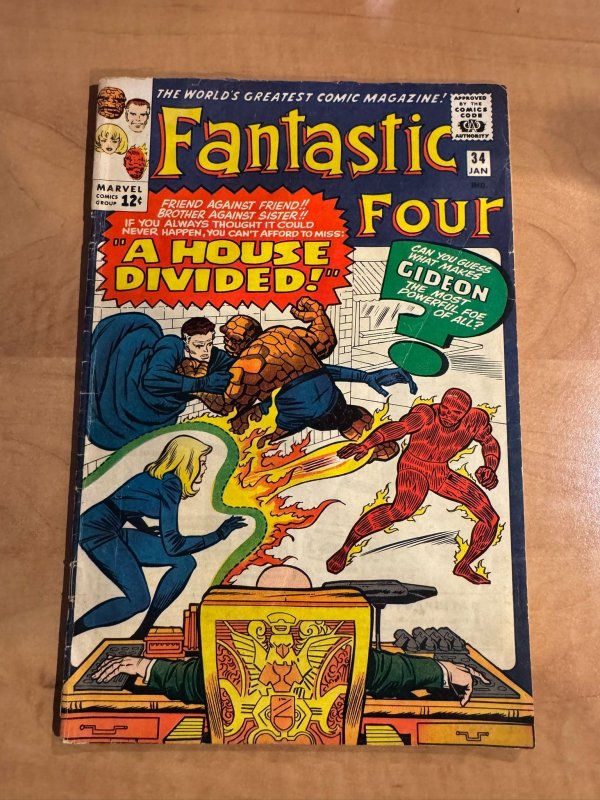 THE WORLD'S GREATEST COMIC MAGAZINE!
APPROVED
BY THE
COMICS
CODE
CA
AUTHORITY
Fantastic
Four
34
JAN
IND.
MARVEL
COMICS
GROUP
12¢
FRIEND AGAINST FRIEND!!
BROTHER AGAINST SISTER!!
IF YOU ALWAYS THOUGHT IT COULD
NEVER HAPPEN, YOU CAN'T AFFORD TO MISS:
"A HOUSE
DIVIDED!"
CAN YOU GUESS
WHAT MAKES
GIDEON
THE MOST
POWERFUL FOE
OF ALL?